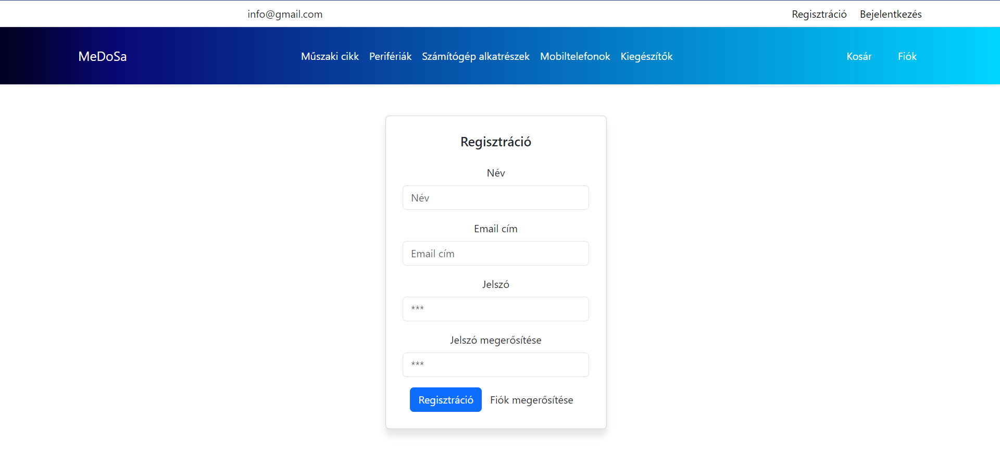 info@gmail.com Regisztráció Bejelentkezés
MeDoSa Műszaki cikk Perifériák Számítógép alkatrészek Mobiltelefonok Kiegészítők Kosár Fiók
Regisztráció
Név
Név
Email cím
Email cím
Jelszó
***
Jelszó megerősítése
***
Regisztráció Fiók megerősítése